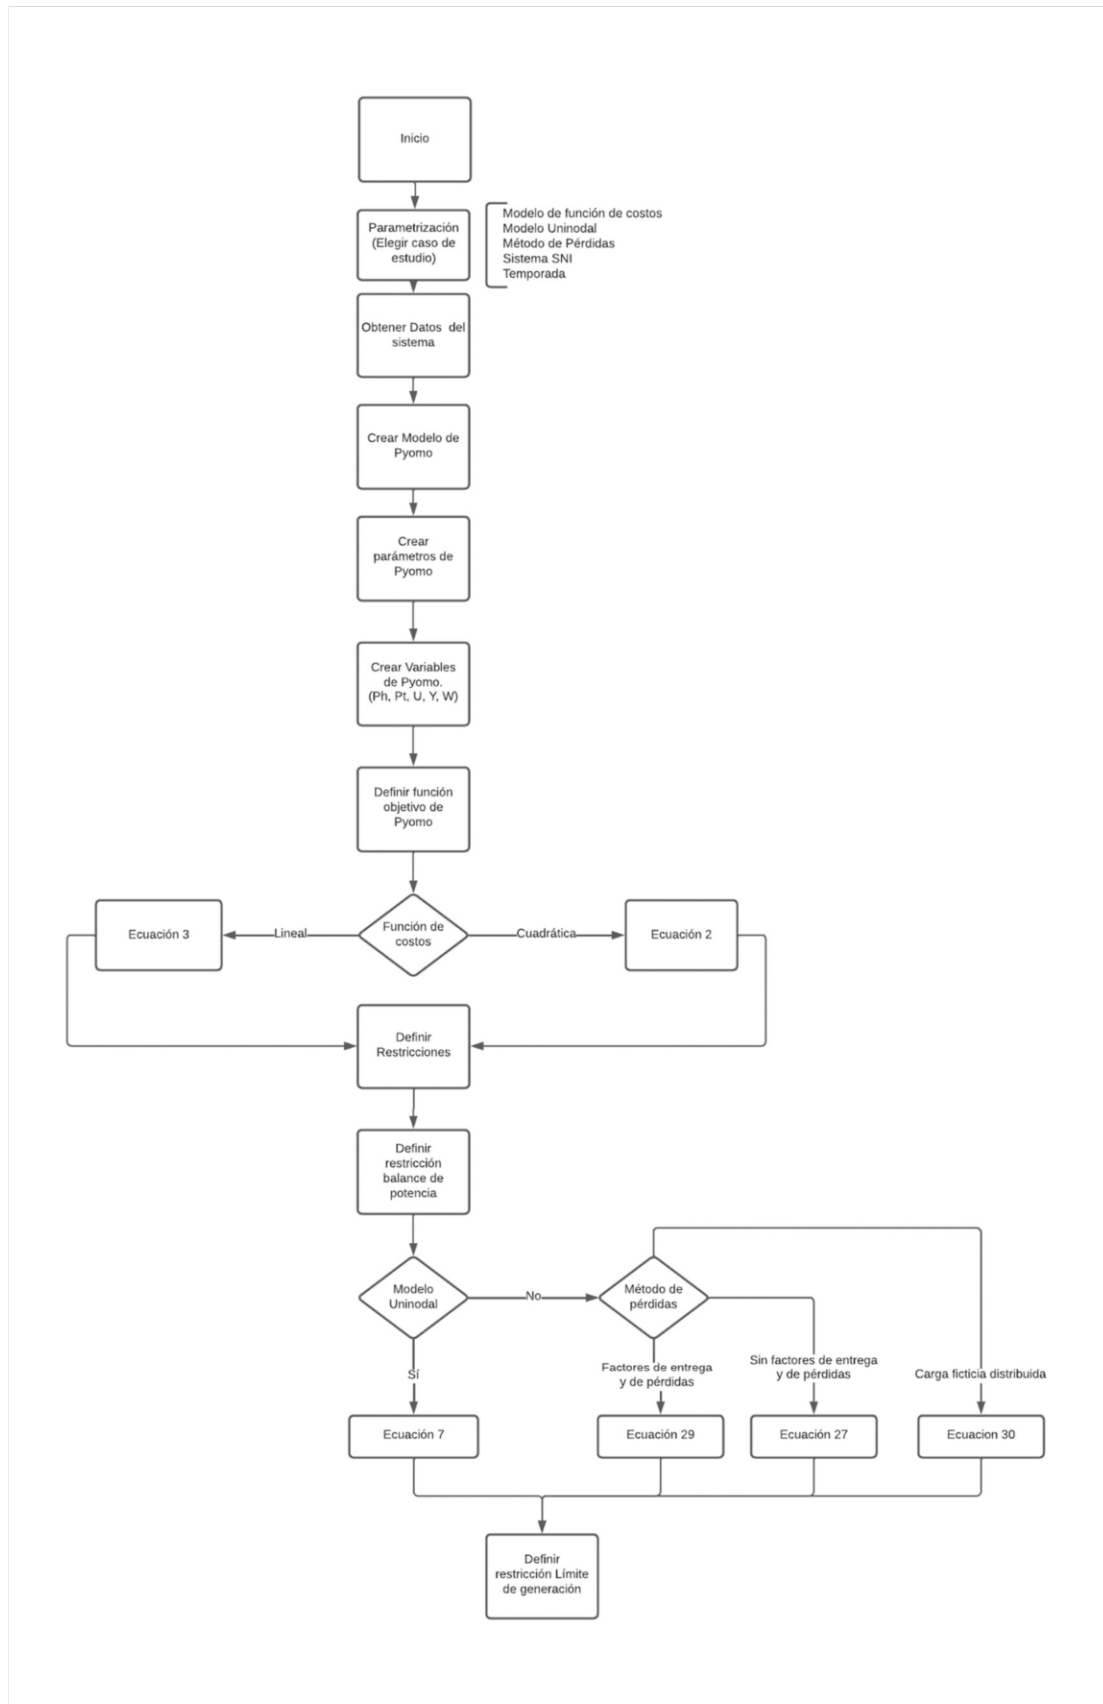 Inicio
Parametrización
(Elegir caso de
estudio)
Modelo de función de costos
Modelo Uninodal
Método de Pérdidas
Sistema SNI
Temporada
Obtener Datos del
sistema
Crear Modelo de
Pyomo
Crear
parámetros de
Pyomo
Crear Variables
de Pyomo.
(Ph, Pt, U, Y, W)
Definir función
objetivo de
Pyomo
Ecuación 3
Lineal
Función de
costos
Cuadrática
Ecuación 2
Definir
Restricciones
Definir
restricción
balance de
potencia
Modelo
Uninodal
No
Método de
pérdidas
Sí
Factores de entrega
y de pérdidas
Sin factores de entrega
y de pérdidas
Carga ficticia distribuida
Ecuación 7
Ecuación 29
Ecuación 27
Ecuacion 30
Definir
restricción Límite
de generación